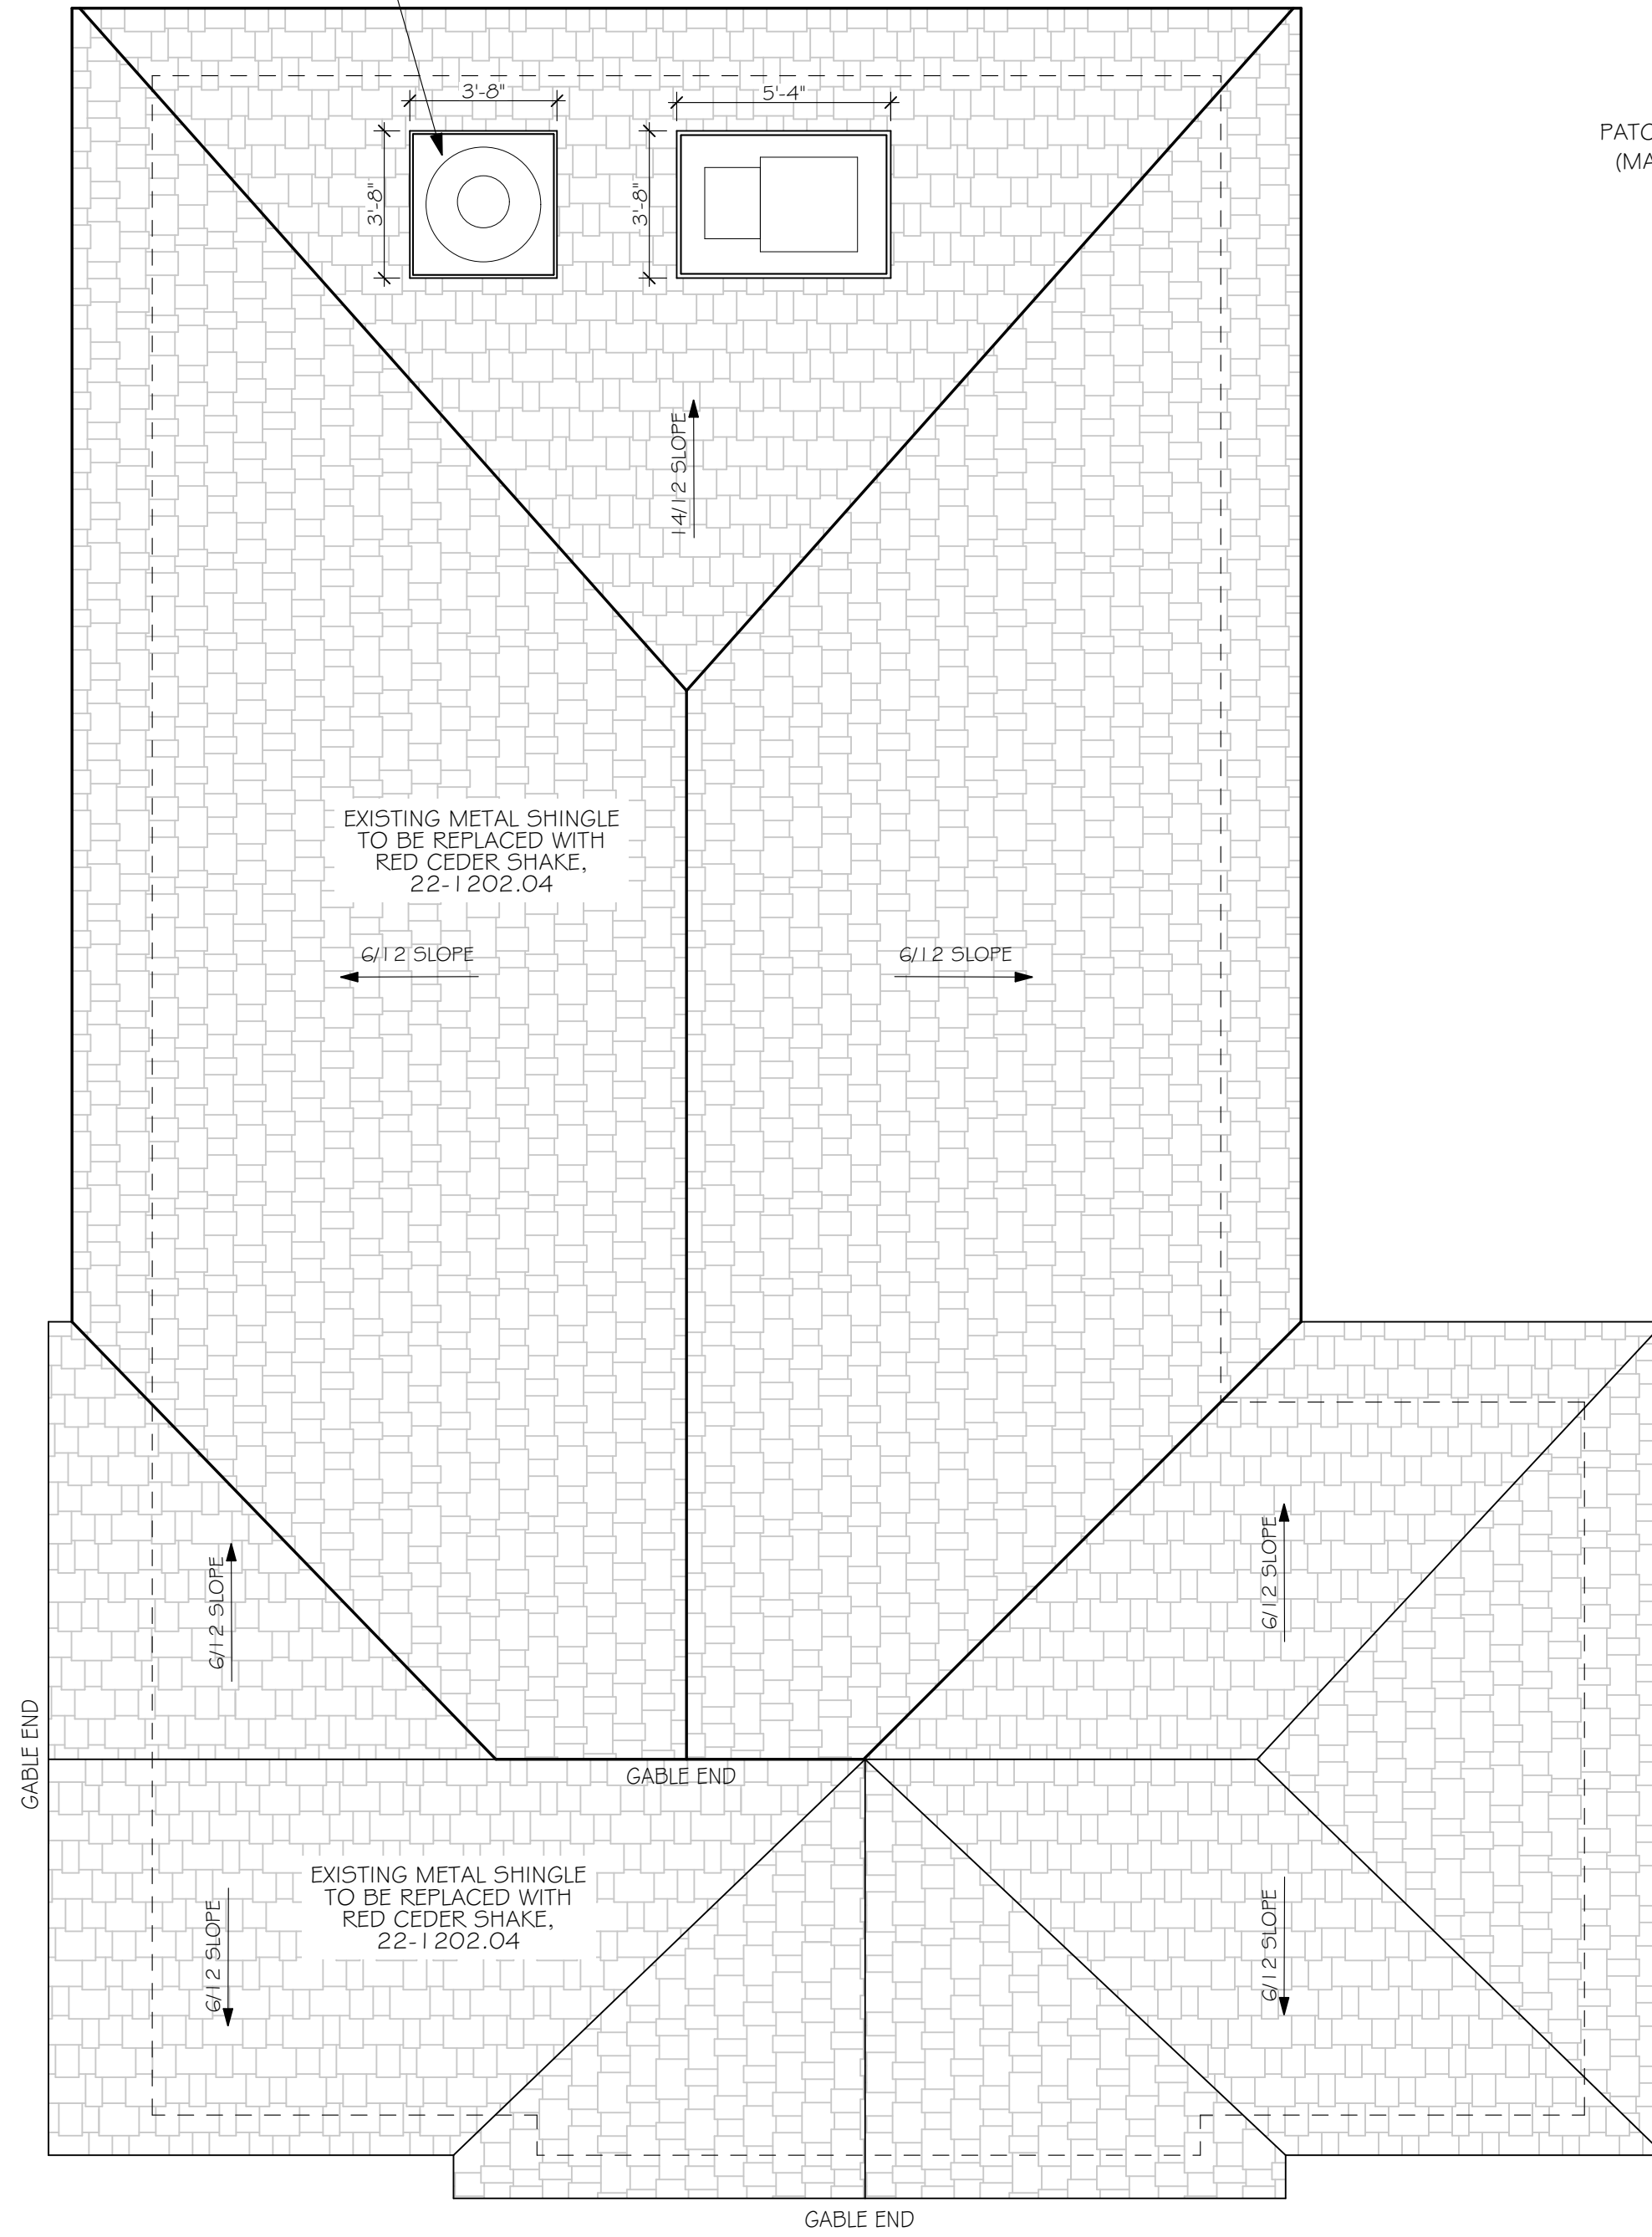 3'-8"
5'-4"
PATC
(MA
3'-8"
3'-8"
14/12 SLOPE
EXISTING METAL SHINGLE
TO BE REPLACED WITH
RED CEDER SHAKE,
22-1202.04
6/12 SLOPE
6/12 SLOPE
6/12 SLOPE
6/12 SLOPE
GABLE END
GABLE END
EXISTING METAL SHINGLE
TO BE REPLACED WITH
RED CEDER SHAKE,
22-1202.04
6/12 SLOPE
6/12 SLOPE
GABLE END